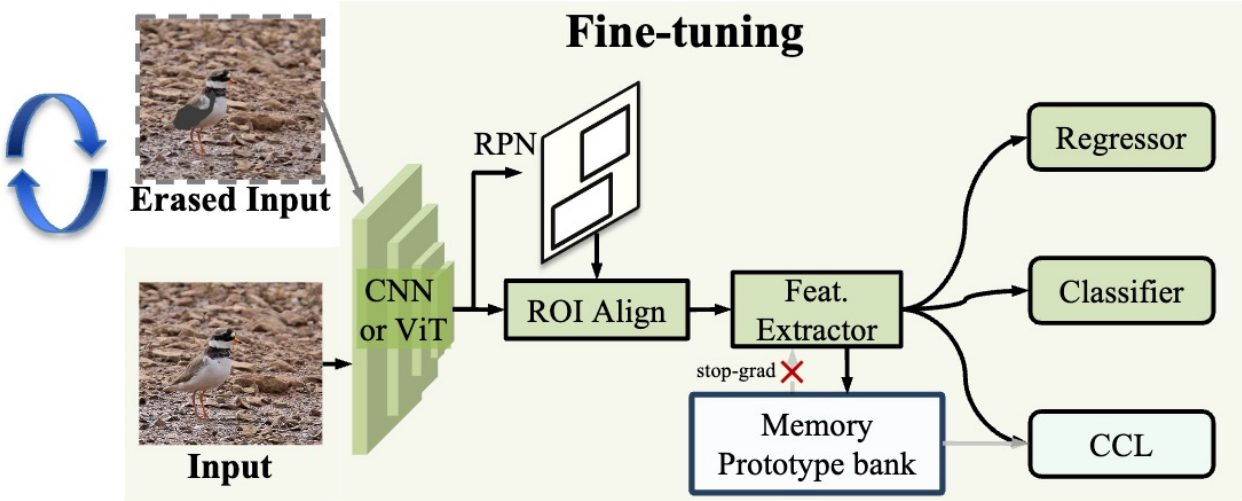 Fine-tuning
Erased Input
RPN
Regressor
CNN
or ViT
ROI Align
Feat.
Extractor
Classifier
stop-grad
Memory
Prototype bank
CCL
Input